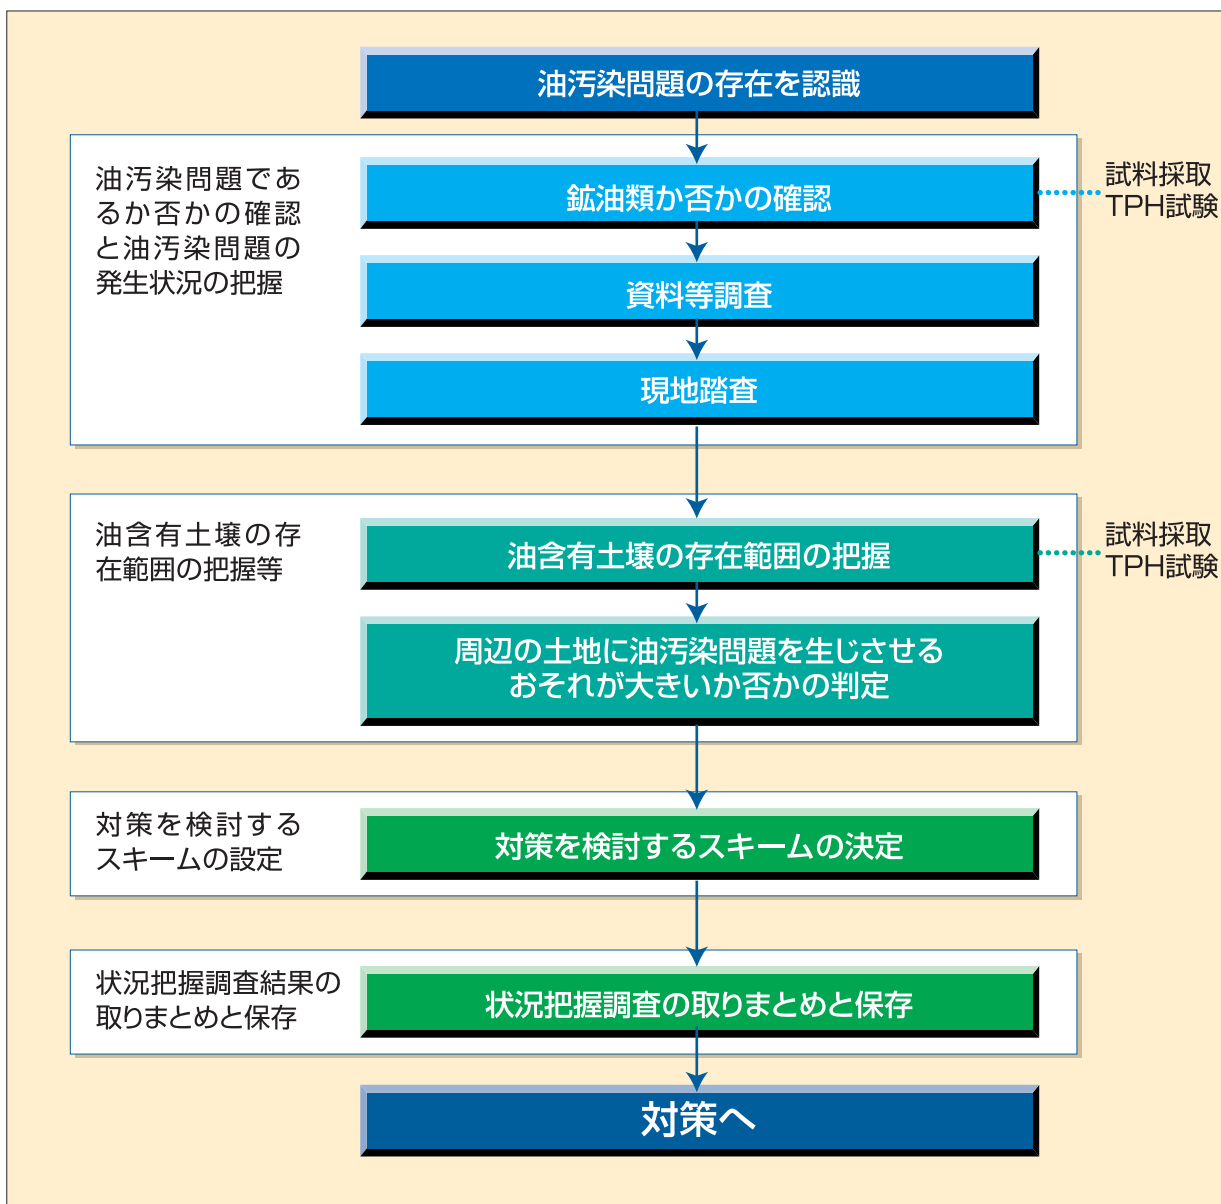 油汚染問題の存在を認識
油汚染問題であ
るか否かの確認
と油汚染問題の
発生状況の把握
鉱油類か否かの確認
試料採取
TPH試験
資料等調査
現地踏査
油含有土壌の存
在範囲の把握等
油含有土壌の存在範囲の把握
試料採取
TPH試験
周辺の土地に油汚染問題を生じさせる
おそれが大きいか否かの判定
対策を検討する
スキームの設定
対策を検討するスキームの決定
状況把握調査結果の
取りまとめと保存
状況把握調査の取りまとめと保存
対策へ